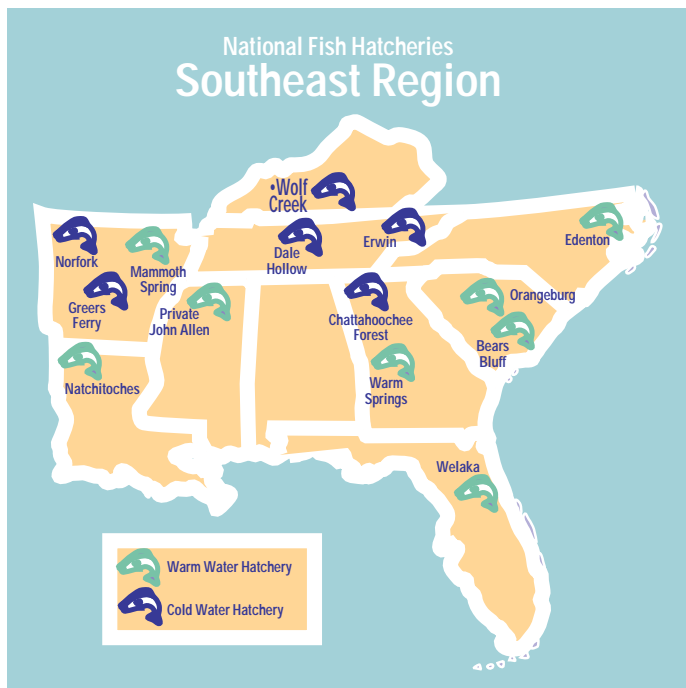 National Fish Hatcheries
Southeast Region
•Wolf
Creek
Norfork
Mammoth
Spring
Dale
Hollow
Erwin
Edenton
Greers
Ferry
Private
John Allen
Chattahoochee
Forest
Orangeburg
Bears
Bluff
Natchitoches
Warm
Springs
Welaka
Warm Water Hatchery
Cold Water Hatchery